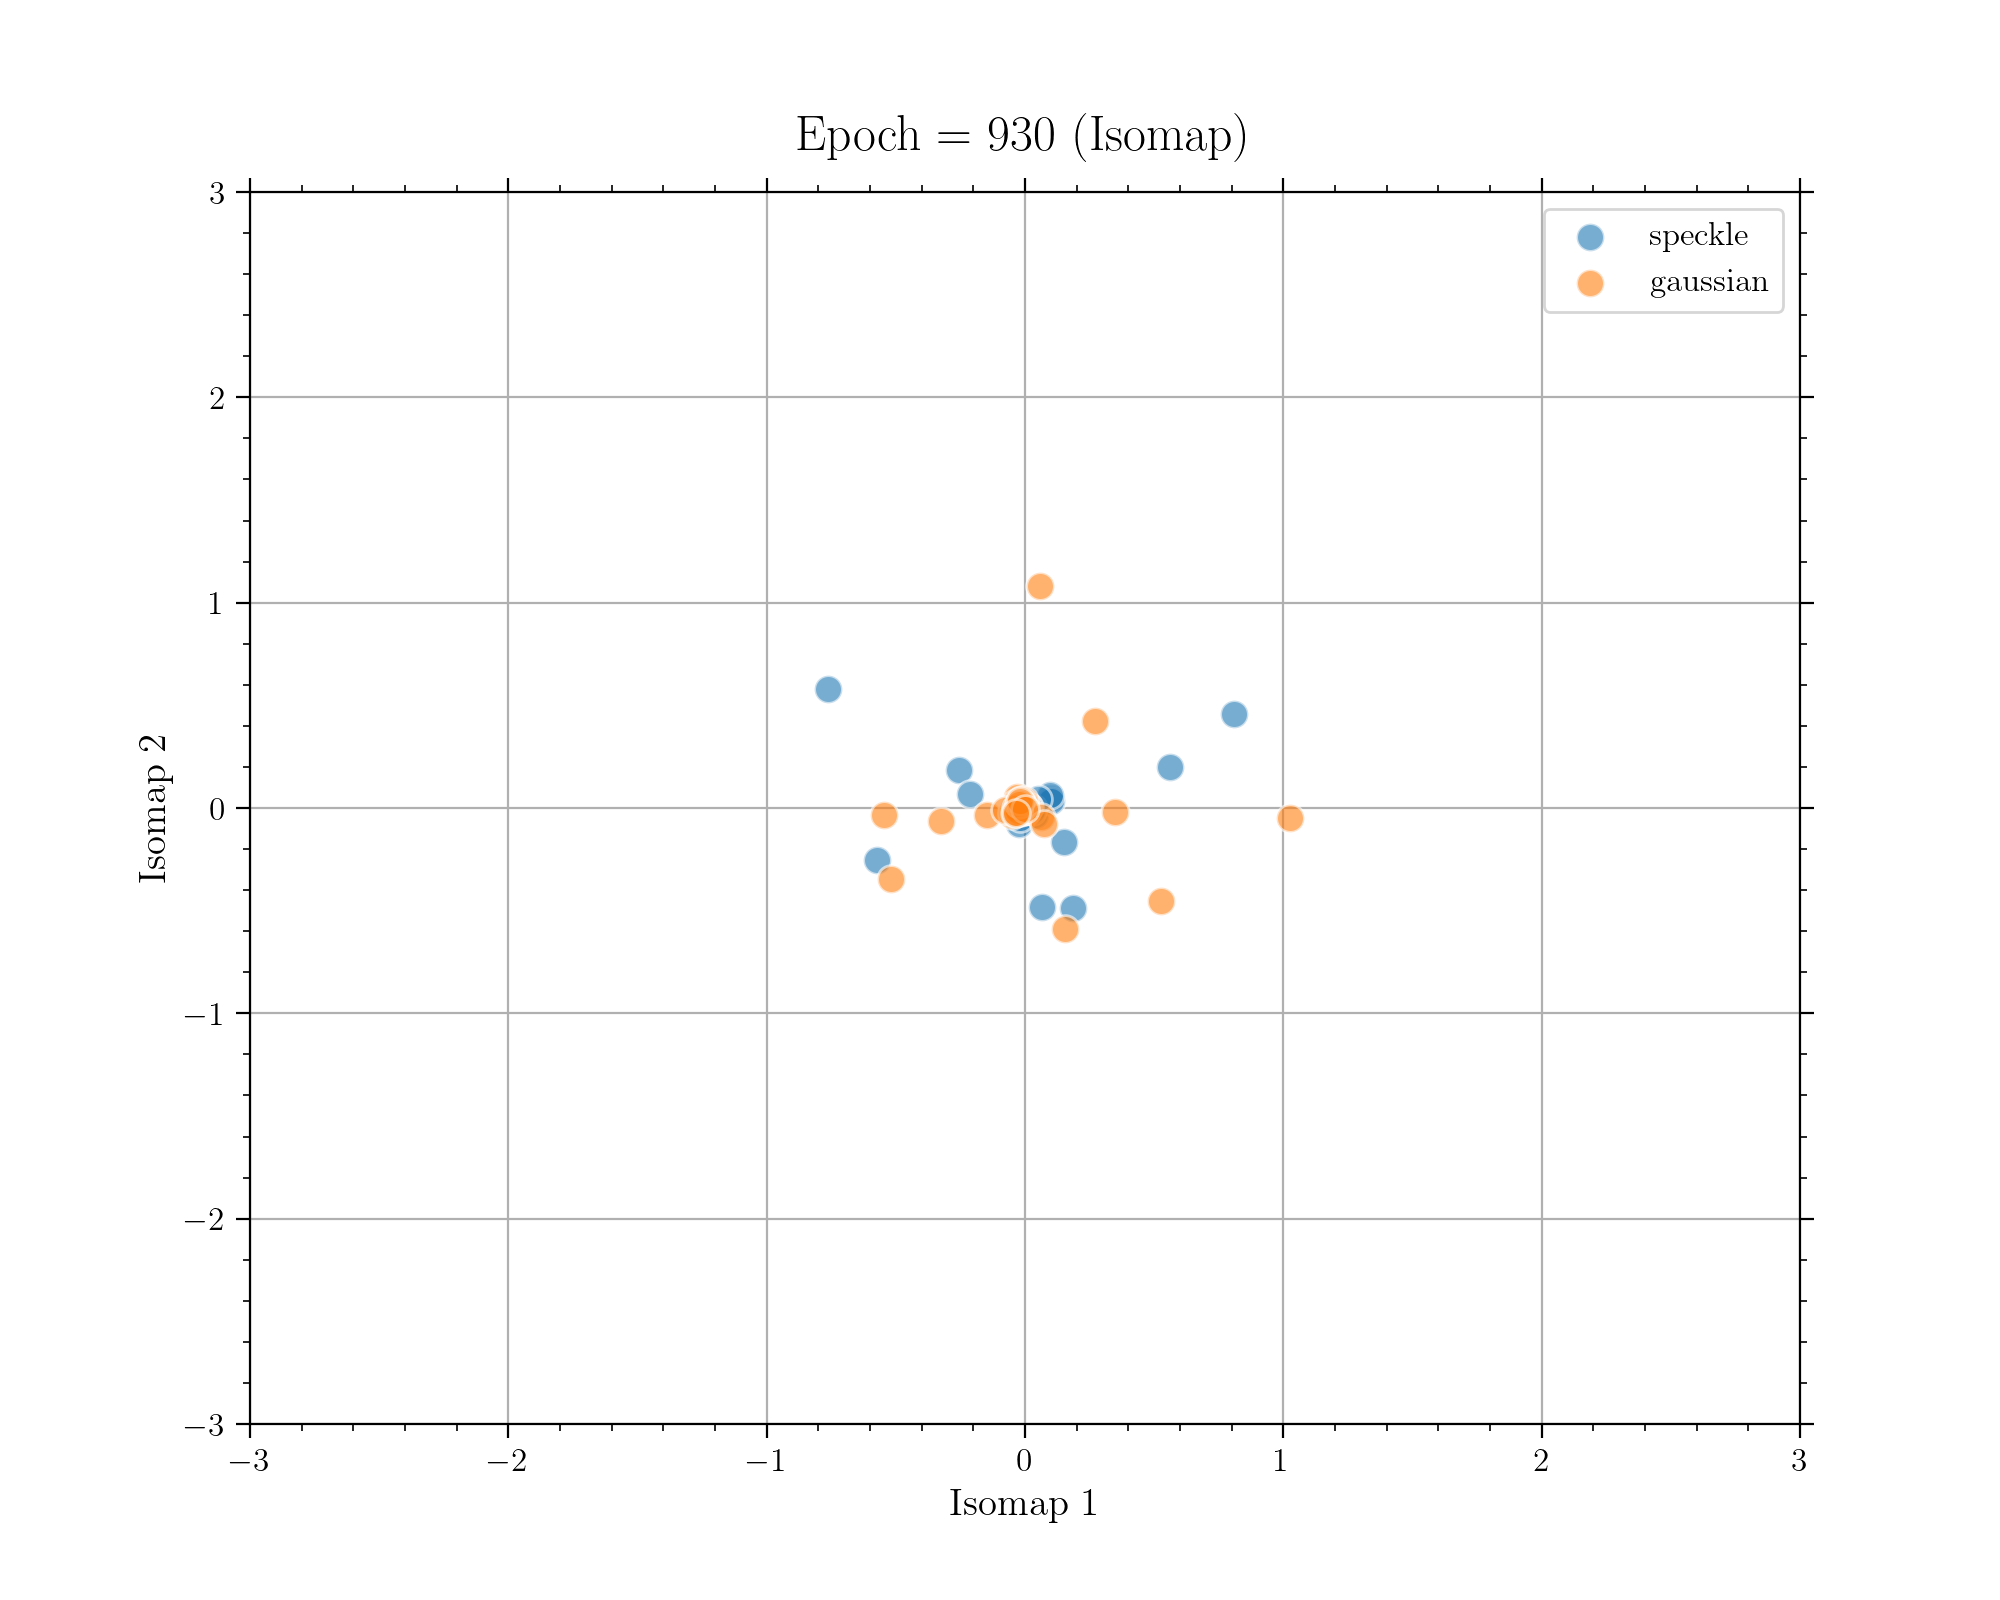 Epoch = 930 (Isomap)
speckle
gaussian
3
2
1
0
−1
−2
−3
Isomap 2
−3
−2
−1
0
1
2
3
Isomap 1